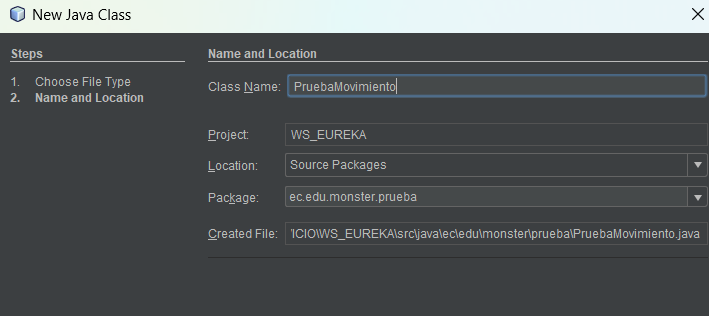 New Java Class
Steps
1. Choose File Type
2. Name and Location
Name and Location
Class Name: PruebaMovimiento
Project: WS_EUREKA
Location: Source Packages
Package: ec.edu.monster.prueba
Created File: 'ICIO\WS_EUREKA\src\java\ec\edu\monster\prueba\PruebaMovimiento.java